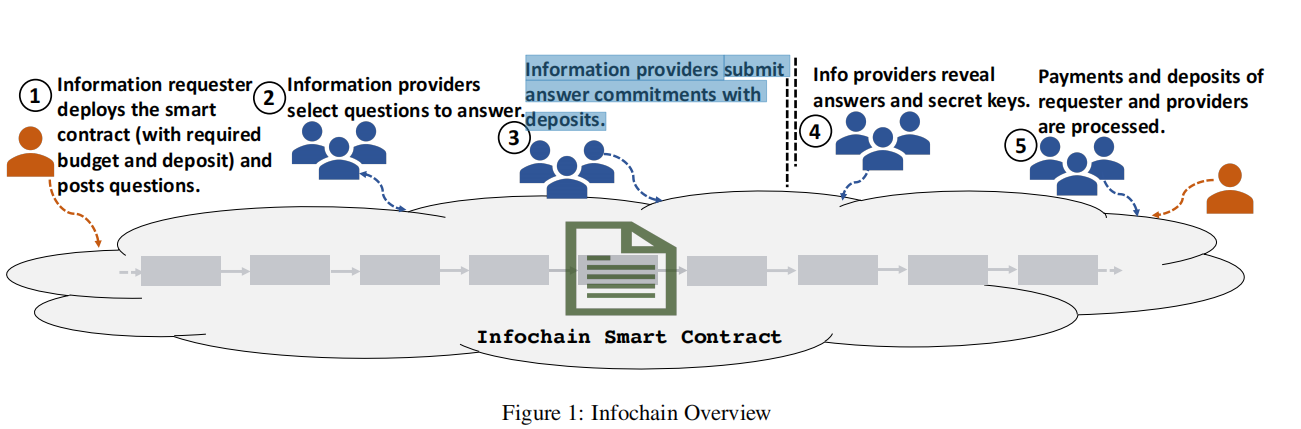 1
Information requester
deploys the smart
contract (with required
budget and deposit) and
posts questions.
2
Information providers
select questions to answer.
3
Information providers submit
answer commitments with
deposits.
4
Info providers reveal
answers and secret keys.
5
Payments and deposits of
requester and providers
are processed.
Infochain Smart Contract
Figure 1: Infochain Overview